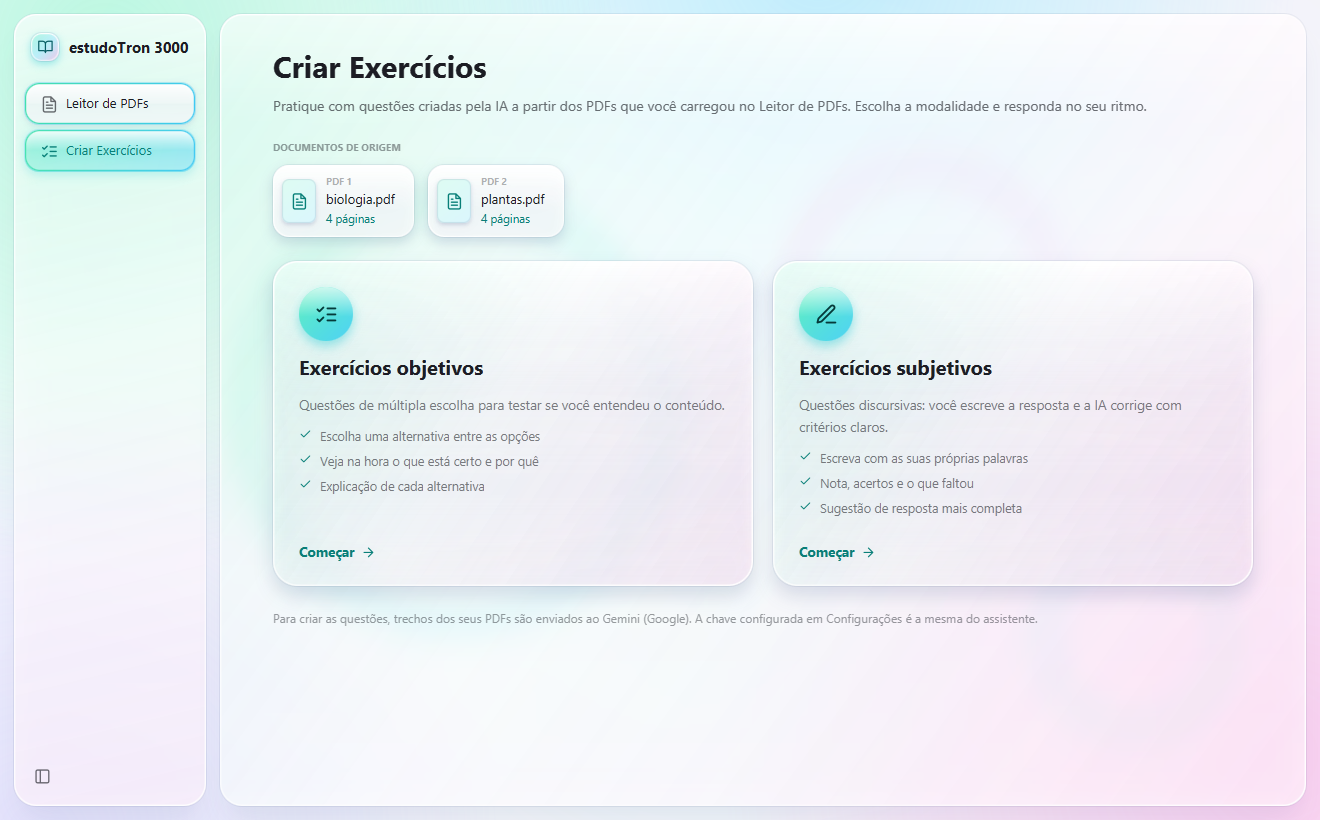 estudoTron 3000
Leitor de PDFs
Criar Exercícios
Criar Exercícios
Pratique com questões criadas pela IA a partir dos PDFs que você carregou no Leitor de PDFs. Escolha a modalidade e responda no seu ritmo.
DOCUMENTOS DE ORIGEM
PDF 1
biologia.pdf
4 páginas
PDF 2
plantas.pdf
4 páginas
Exercícios objetivos
Questões de múltipla escolha para testar se você entendeu o conteúdo.
Escolha uma alternativa entre as opções
Veja na hora o que está certo e por quê
Explicação de cada alternativa
Começar
Exercícios subjetivos
Questões discursivas: você escreve a resposta e a IA corrige com
critérios claros.
Escreva com as suas próprias palavras
Nota, acertos e o que faltou
Sugestão de resposta mais completa
Começar
Para criar as questões, trechos dos seus PDFs são enviados ao Gemini (Google). A chave configurada em Configurações é a mesma do assistente.